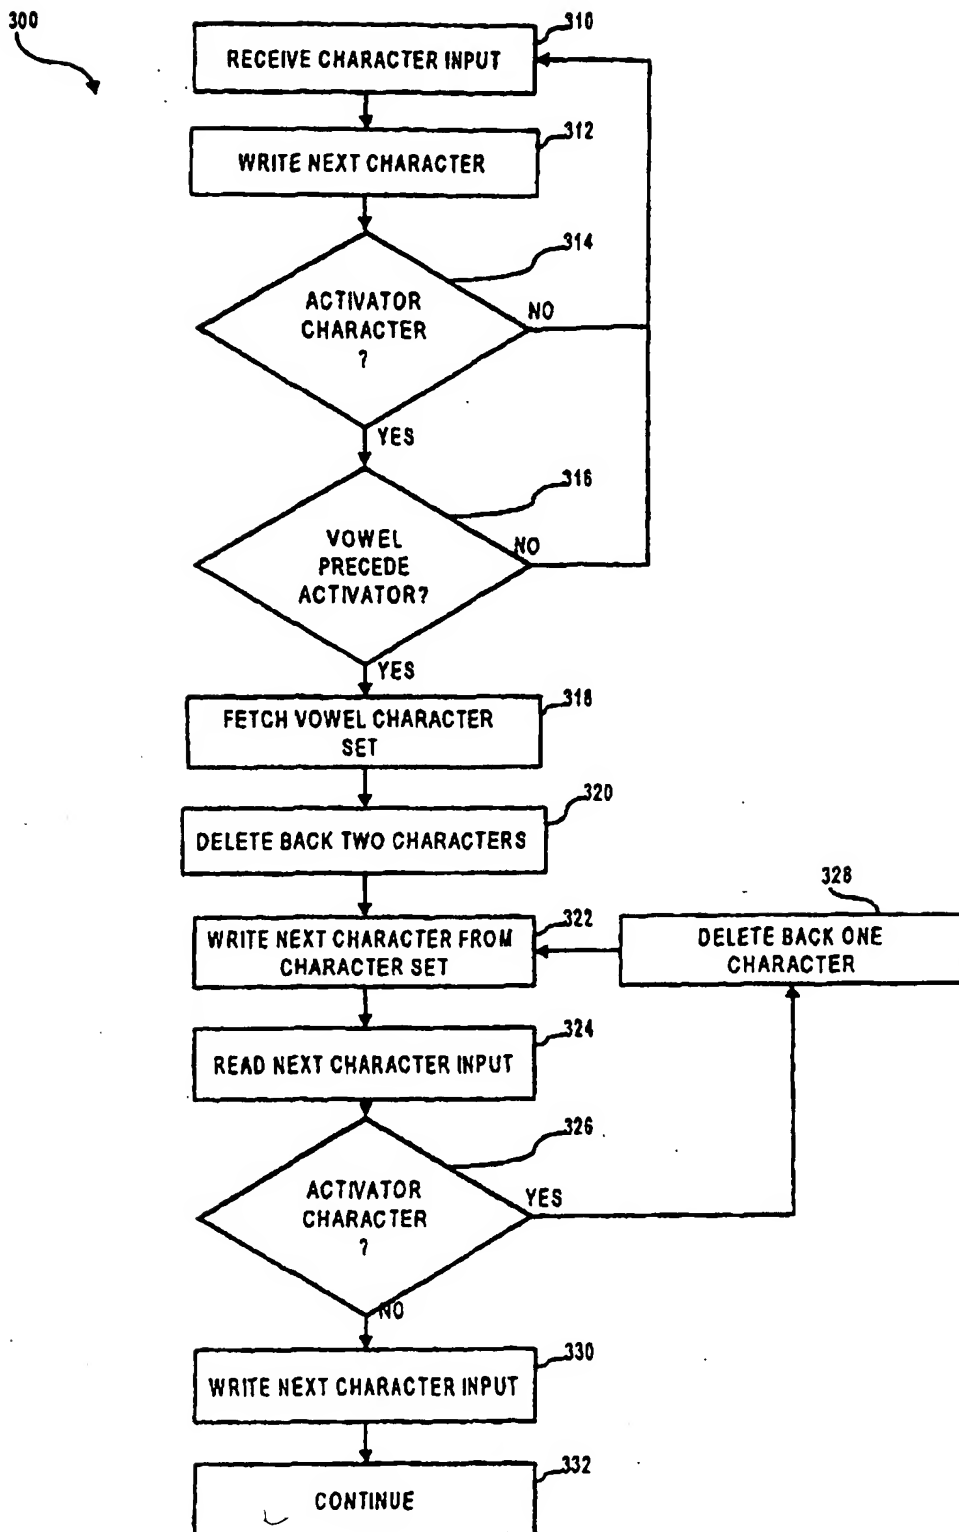 300
310
RECEIVE CHARACTER INPUT
312
WRITE NEXT CHARACTER
314
ACTIVATOR
CHARACTER
?
NO
YES
316
VOWEL
PRECEDE
ACTIVATOR?
NO
YES
318
FETCH VOWEL CHARACTER
SET
320
DELETE BACK TWO CHARACTERS
322
WRITE NEXT CHARACTER FROM
CHARACTER SET
328
DELETE BACK ONE
CHARACTER
324
READ NEXT CHARACTER INPUT
326
ACTIVATOR
CHARACTER
?
YES
NO
330
WRITE NEXT CHARACTER INPUT
332
CONTINUE